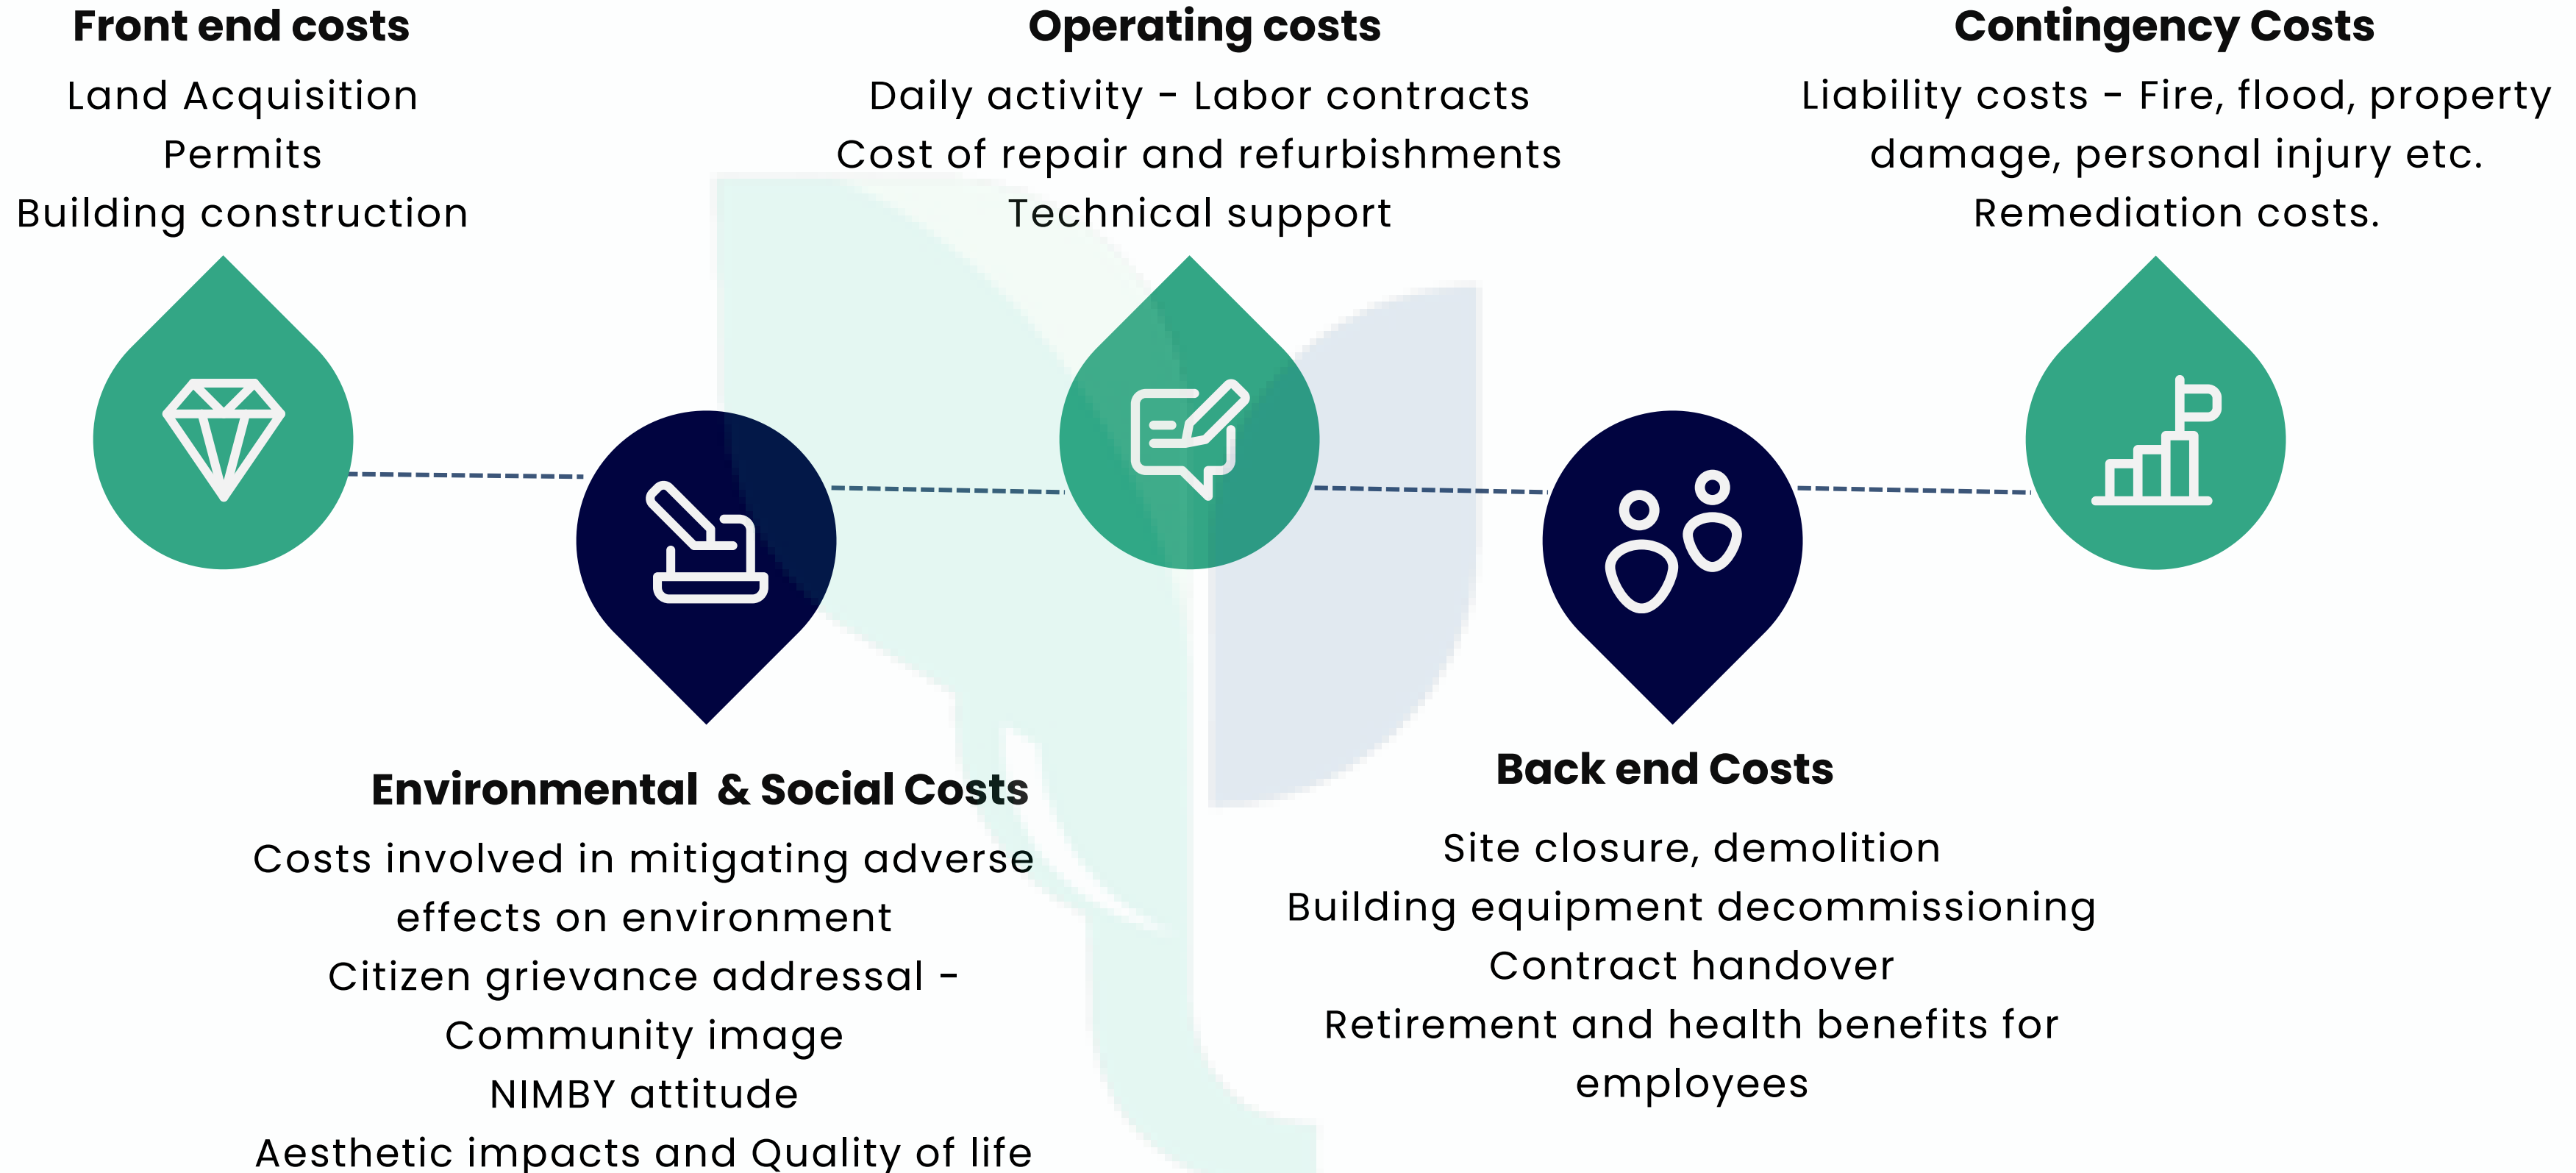 Front end costs
Land Acquisition
Permits
Building construction
Environmental & Social Costs
Costs involved in mitigating adverse
effects on environment
Citizen grievance addressal -
Community image
NIMBY attitude
Aesthetic impacts and Quality of life
Operating costs
Daily activity - Labor contracts
Cost of repair and refurbishments
Technical support
Back end Costs
Site closure, demolition
Building equipment decommissioning
Contract handover
Retirement and health benefits for
employees
Contingency Costs
Liability costs - Fire, flood, property
damage, personal injury etc.
Remediation costs.